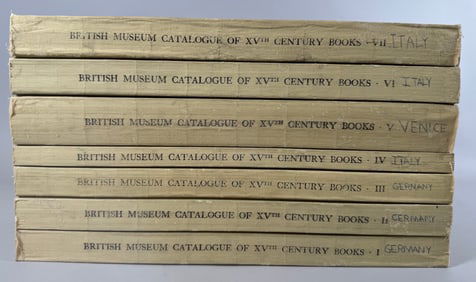 BRITISH MUSEUM CATALOGUE OF XVTH CENTURY BOOKS · VII ITALY
BRITISH MUSEUM CATALOGUE OF XVTH CENTURY BOOKS · VI ITALY
BRITISH MUSEUM CATALOGUE OF XVTH CENTURY BOOKS · V VENICE
BRITISH MUSEUM CATALOGUE OF XVTH CENTURY BOOKS · IV ITALY
BRITISH MUSEUM CATALOGUE OF XVTH CENTURY BOOKS · III GERMANY
BRITISH MUSEUM CATALOGUE OF XVTH CENTURY BOOKS · II GERMANY
BRITISH MUSEUM CATALOGUE OF XVTH CENTURY BOOKS · I GERMANY